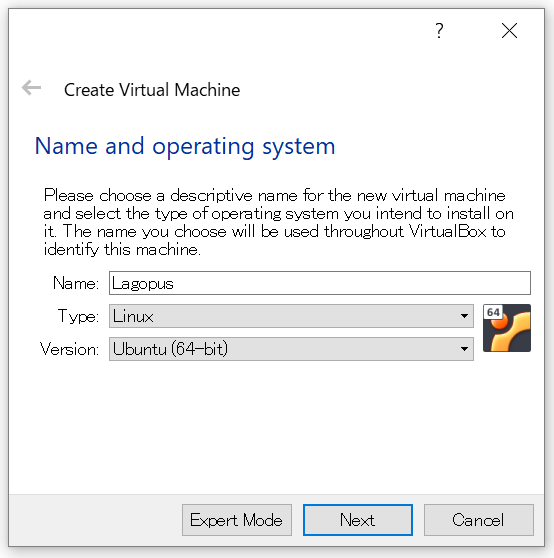 ?
Create Virtual Machine
Name and operating system
Please choose a descriptive name for the new virtual machine
and select the type of operating system you intend to install on
it. The name you choose will be used throughout VirtualBox to
identify this machine.
Name: Lagopus
Type: Linux
64
Version: Ubuntu (64-bit)
Expert Mode Next Cancel